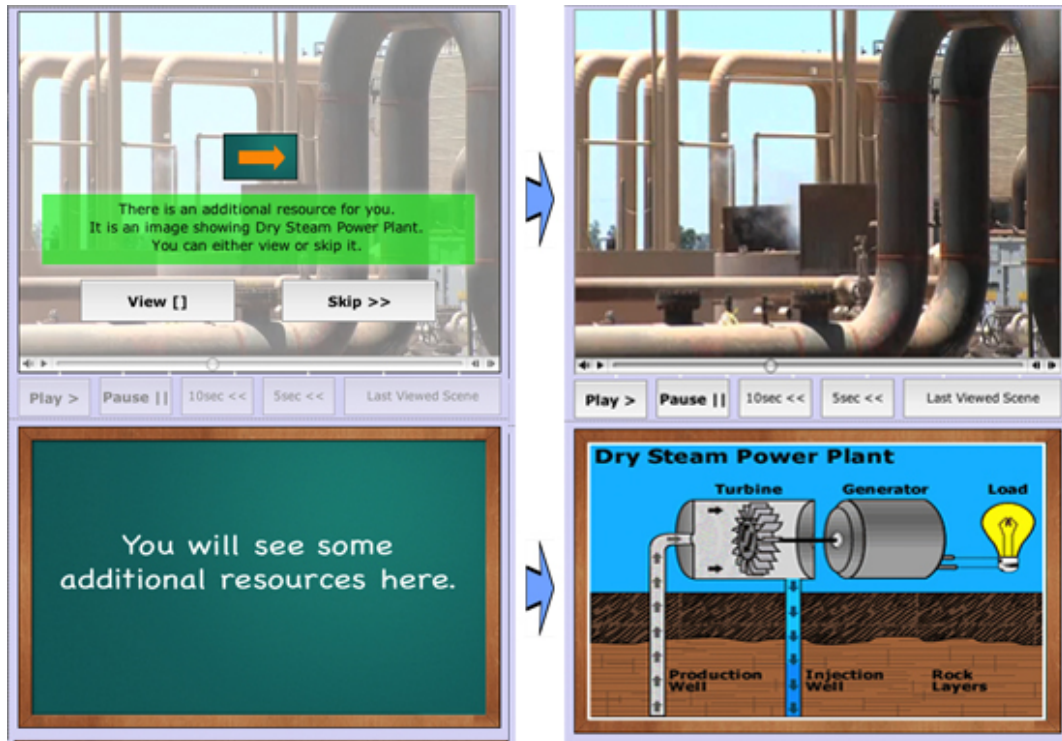 There is an additional resource for you.
It is an image showing Dry Steam Power Plant.
You can either view or skip it.
View []
Skip >>
Play >
Pause ||
10sec <<
5sec <<
Last Viewed Scene
You will see some
additional resources here.
Play >
Pause ||
10sec <<
5sec <<
Last Viewed Scene
Dry Steam Power Plant
Turbine
Generator
Load
Production
Well
Injection
Well
Rock
Layers